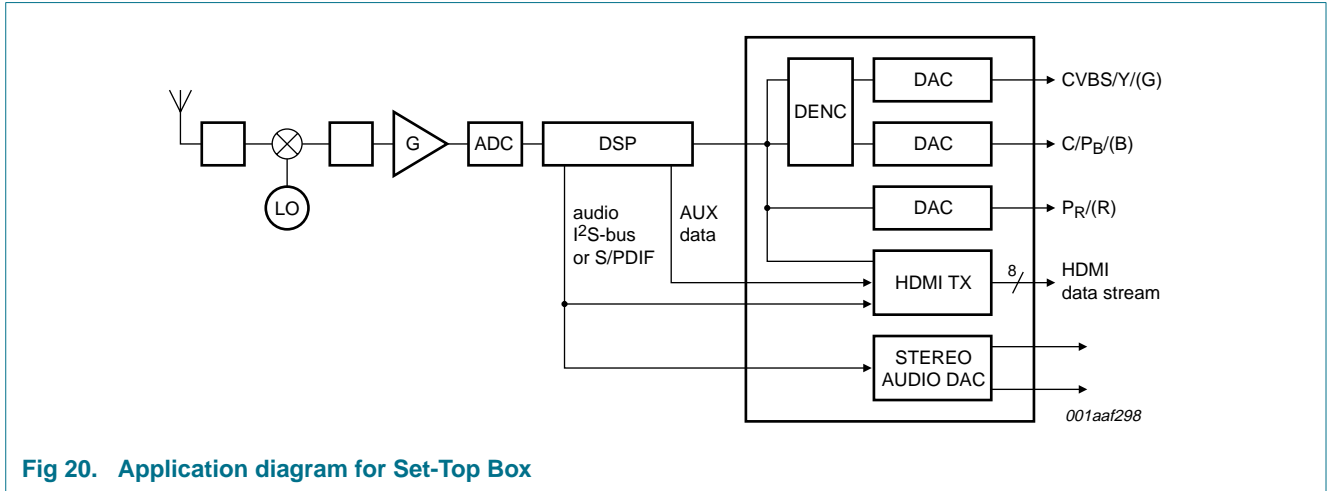 G
ADC
DSP
LO
audio
I2S-bus
or S/PDIF
AUX
data
DENC
DAC
CVBS/Y/(G)
DAC
C/PB/(B)
DAC
PR/(R)
HDMI TX
8
HDMI
data stream
STEREO
AUDIO DAC
001aaf298
Fig 20. Application diagram for Set-Top Box